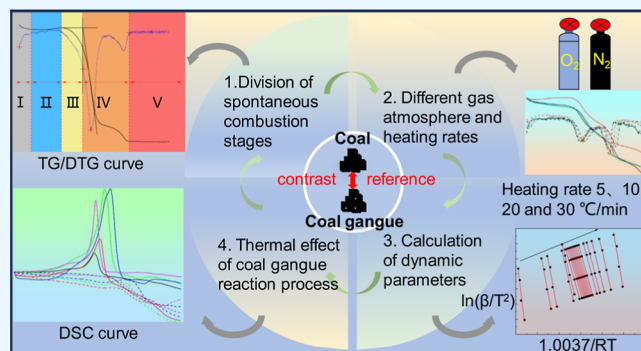 I II III IV V
TG/DTG curve
1.Division of
spontaneous
combustion
stages
O2 N2
2. Different gas
atmosphere and
heating rates
Heating rate 5、10
20 and 30 ℃/min
Coal
contrast reference
Coal gangue
4. Thermal effect
of coal gangue
reaction process
DSC curve
3. Calculation
of dynamic
parameters
ln(β/T²)
1.0037/RT